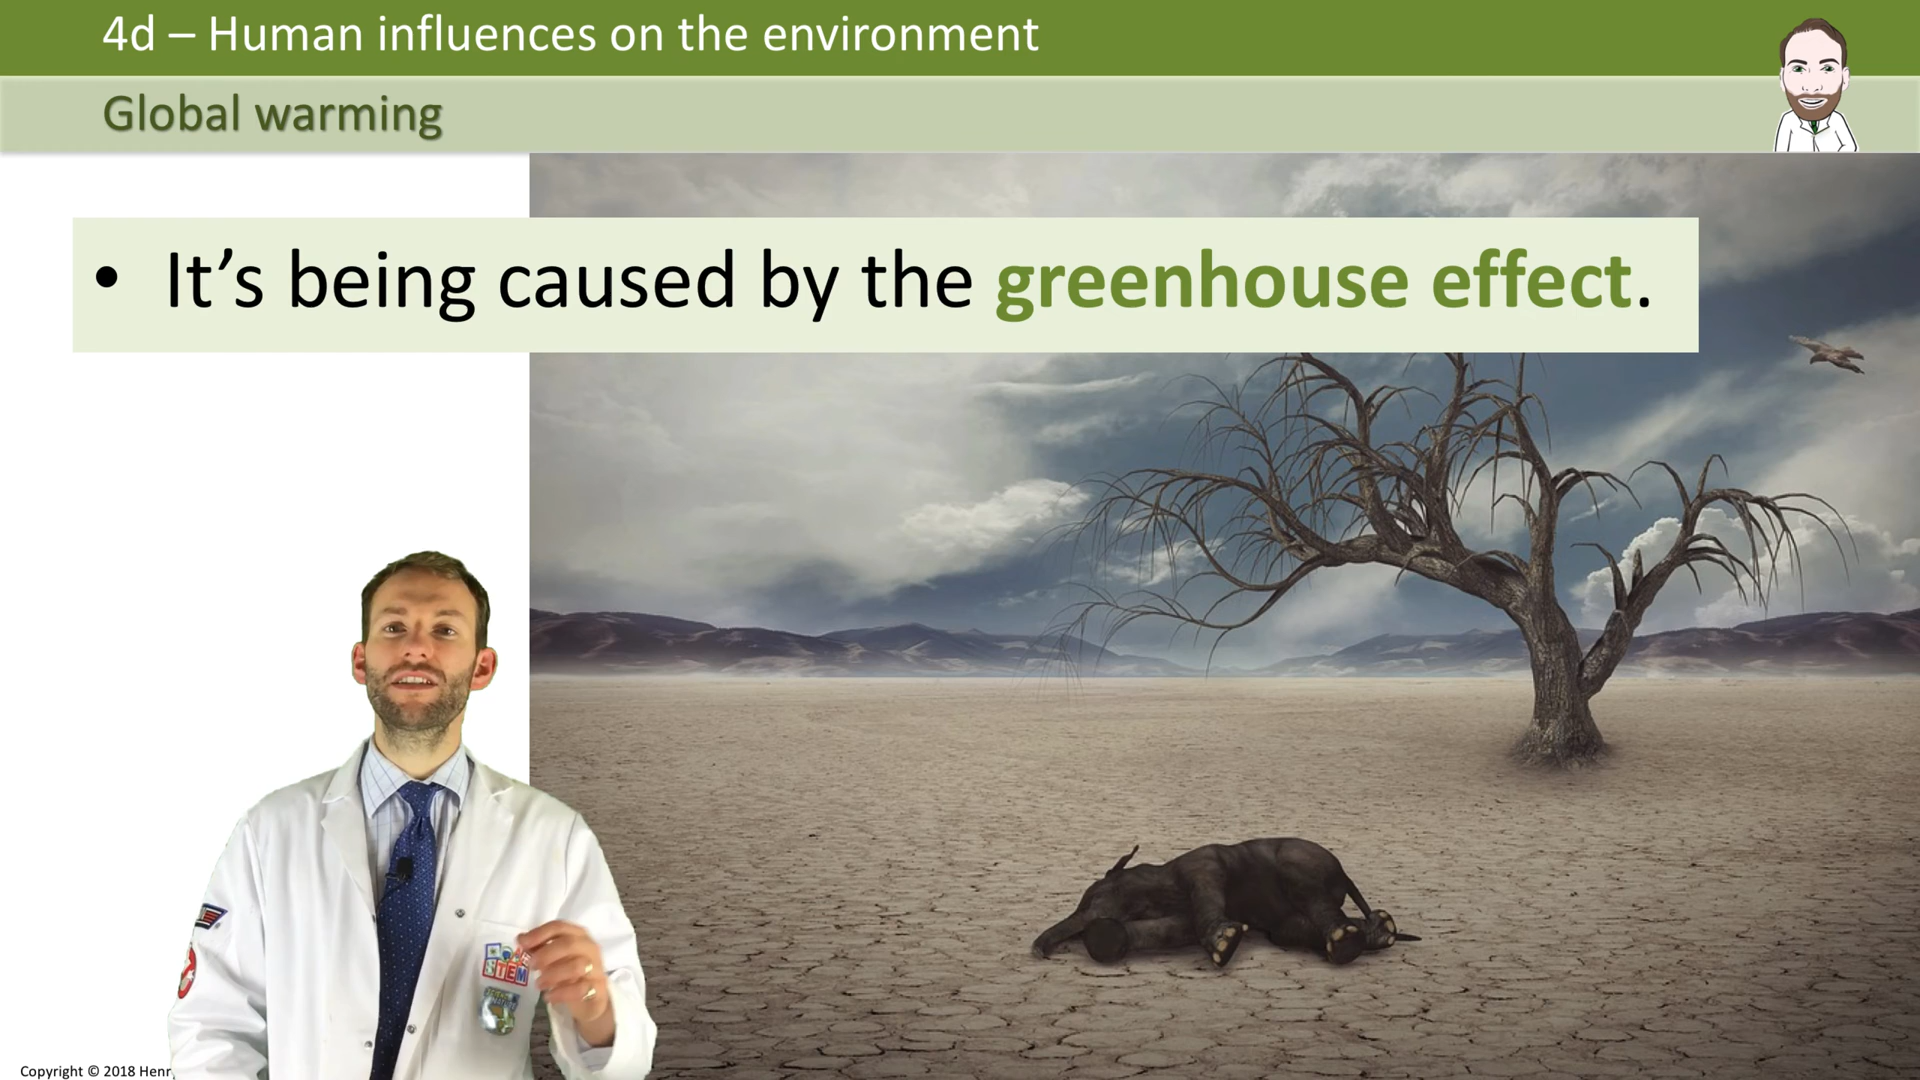 4d – Human influences on the environment
Global warming
• It’s being caused by the greenhouse effect.
STEM
Copyright © 2018 Henr